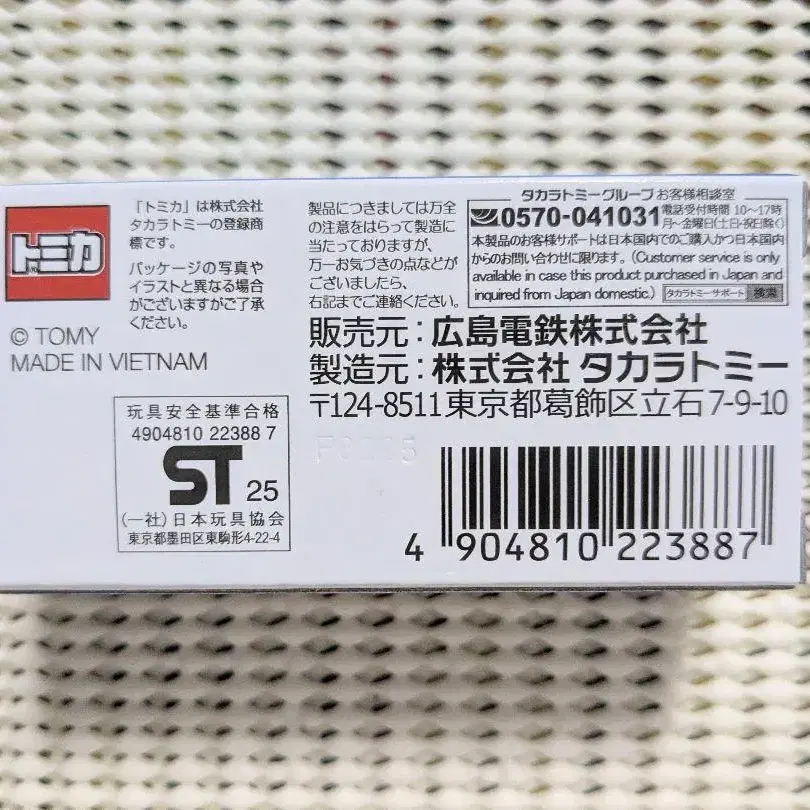 トミカ
「トミカ」は株式会社
タカラトミーの登録商
標です。
パッケージの写真や
イラストと異なる場合
がございますがご了承
ください。
© TOMY
MADE IN VIETNAM
製品につきましては万全
の注意をはらって製造に
当たっておりますが、
万一お気づきの点などが
ございましたら、
右記までご連絡ください。
タカラトミーグループ お客様相談室
0570-041031 電話受付時間 10〜17時
月〜金曜日(土日・祝日除く)
本製品のお客様サポートは日本国内でのご購入かつ日本国内
からのお問い合わせに限ります。(Customer service is only
available in case this product purchased in Japan and
inquired from Japan domestic.) タカラトミーサポート 検索
販売元:広島電鉄株式会社
製造元:株式会社 タカラトミー
〒124-8511 東京都葛飾区立石 7-9-10
玩具安全基準合格
4904810 22388 7
ST 25
(一社)日本玩具協会
東京都墨田区東駒形4-22-4
4 904810 223887